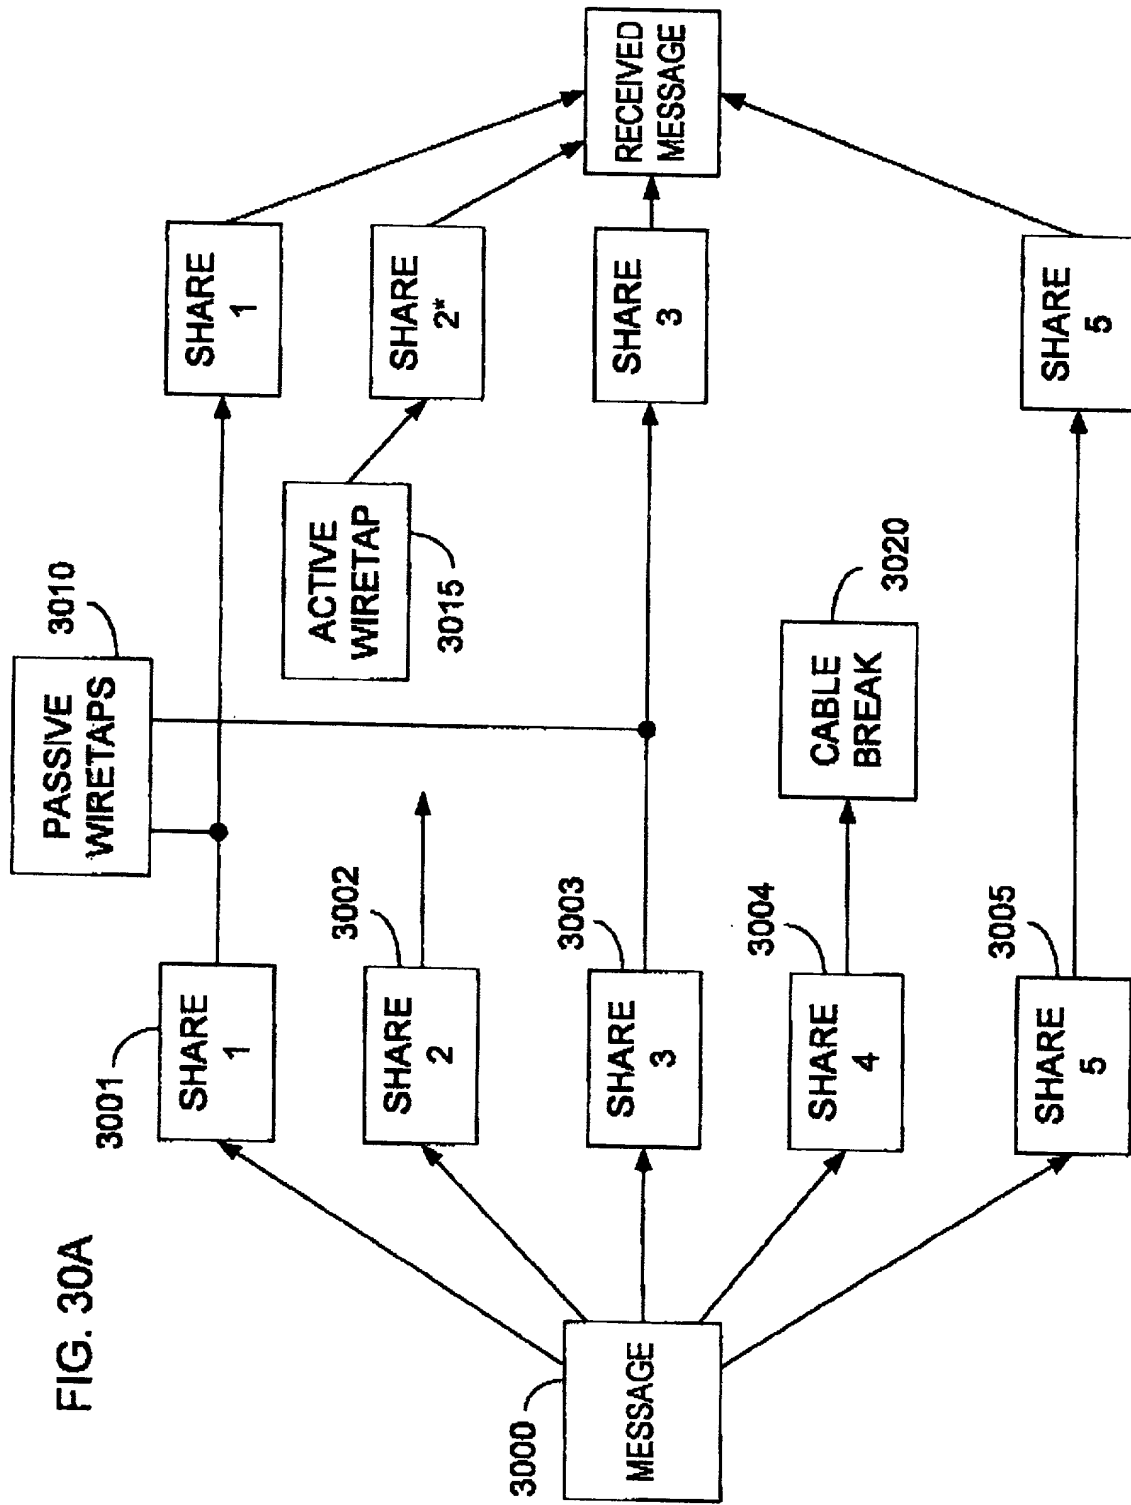 FIG. 30A
PASSIVE
WIRETAPS
3010
3001
SHARE
1
SHARE
1
3002
SHARE
2
ACTIVE
WIRETAP
3015
SHARE
2*
3000
MESSAGE
3003
SHARE
3
SHARE
3
RECEIVED
MESSAGE
3004
SHARE
4
CABLE
BREAK
3020
3005
SHARE
5
SHARE
5